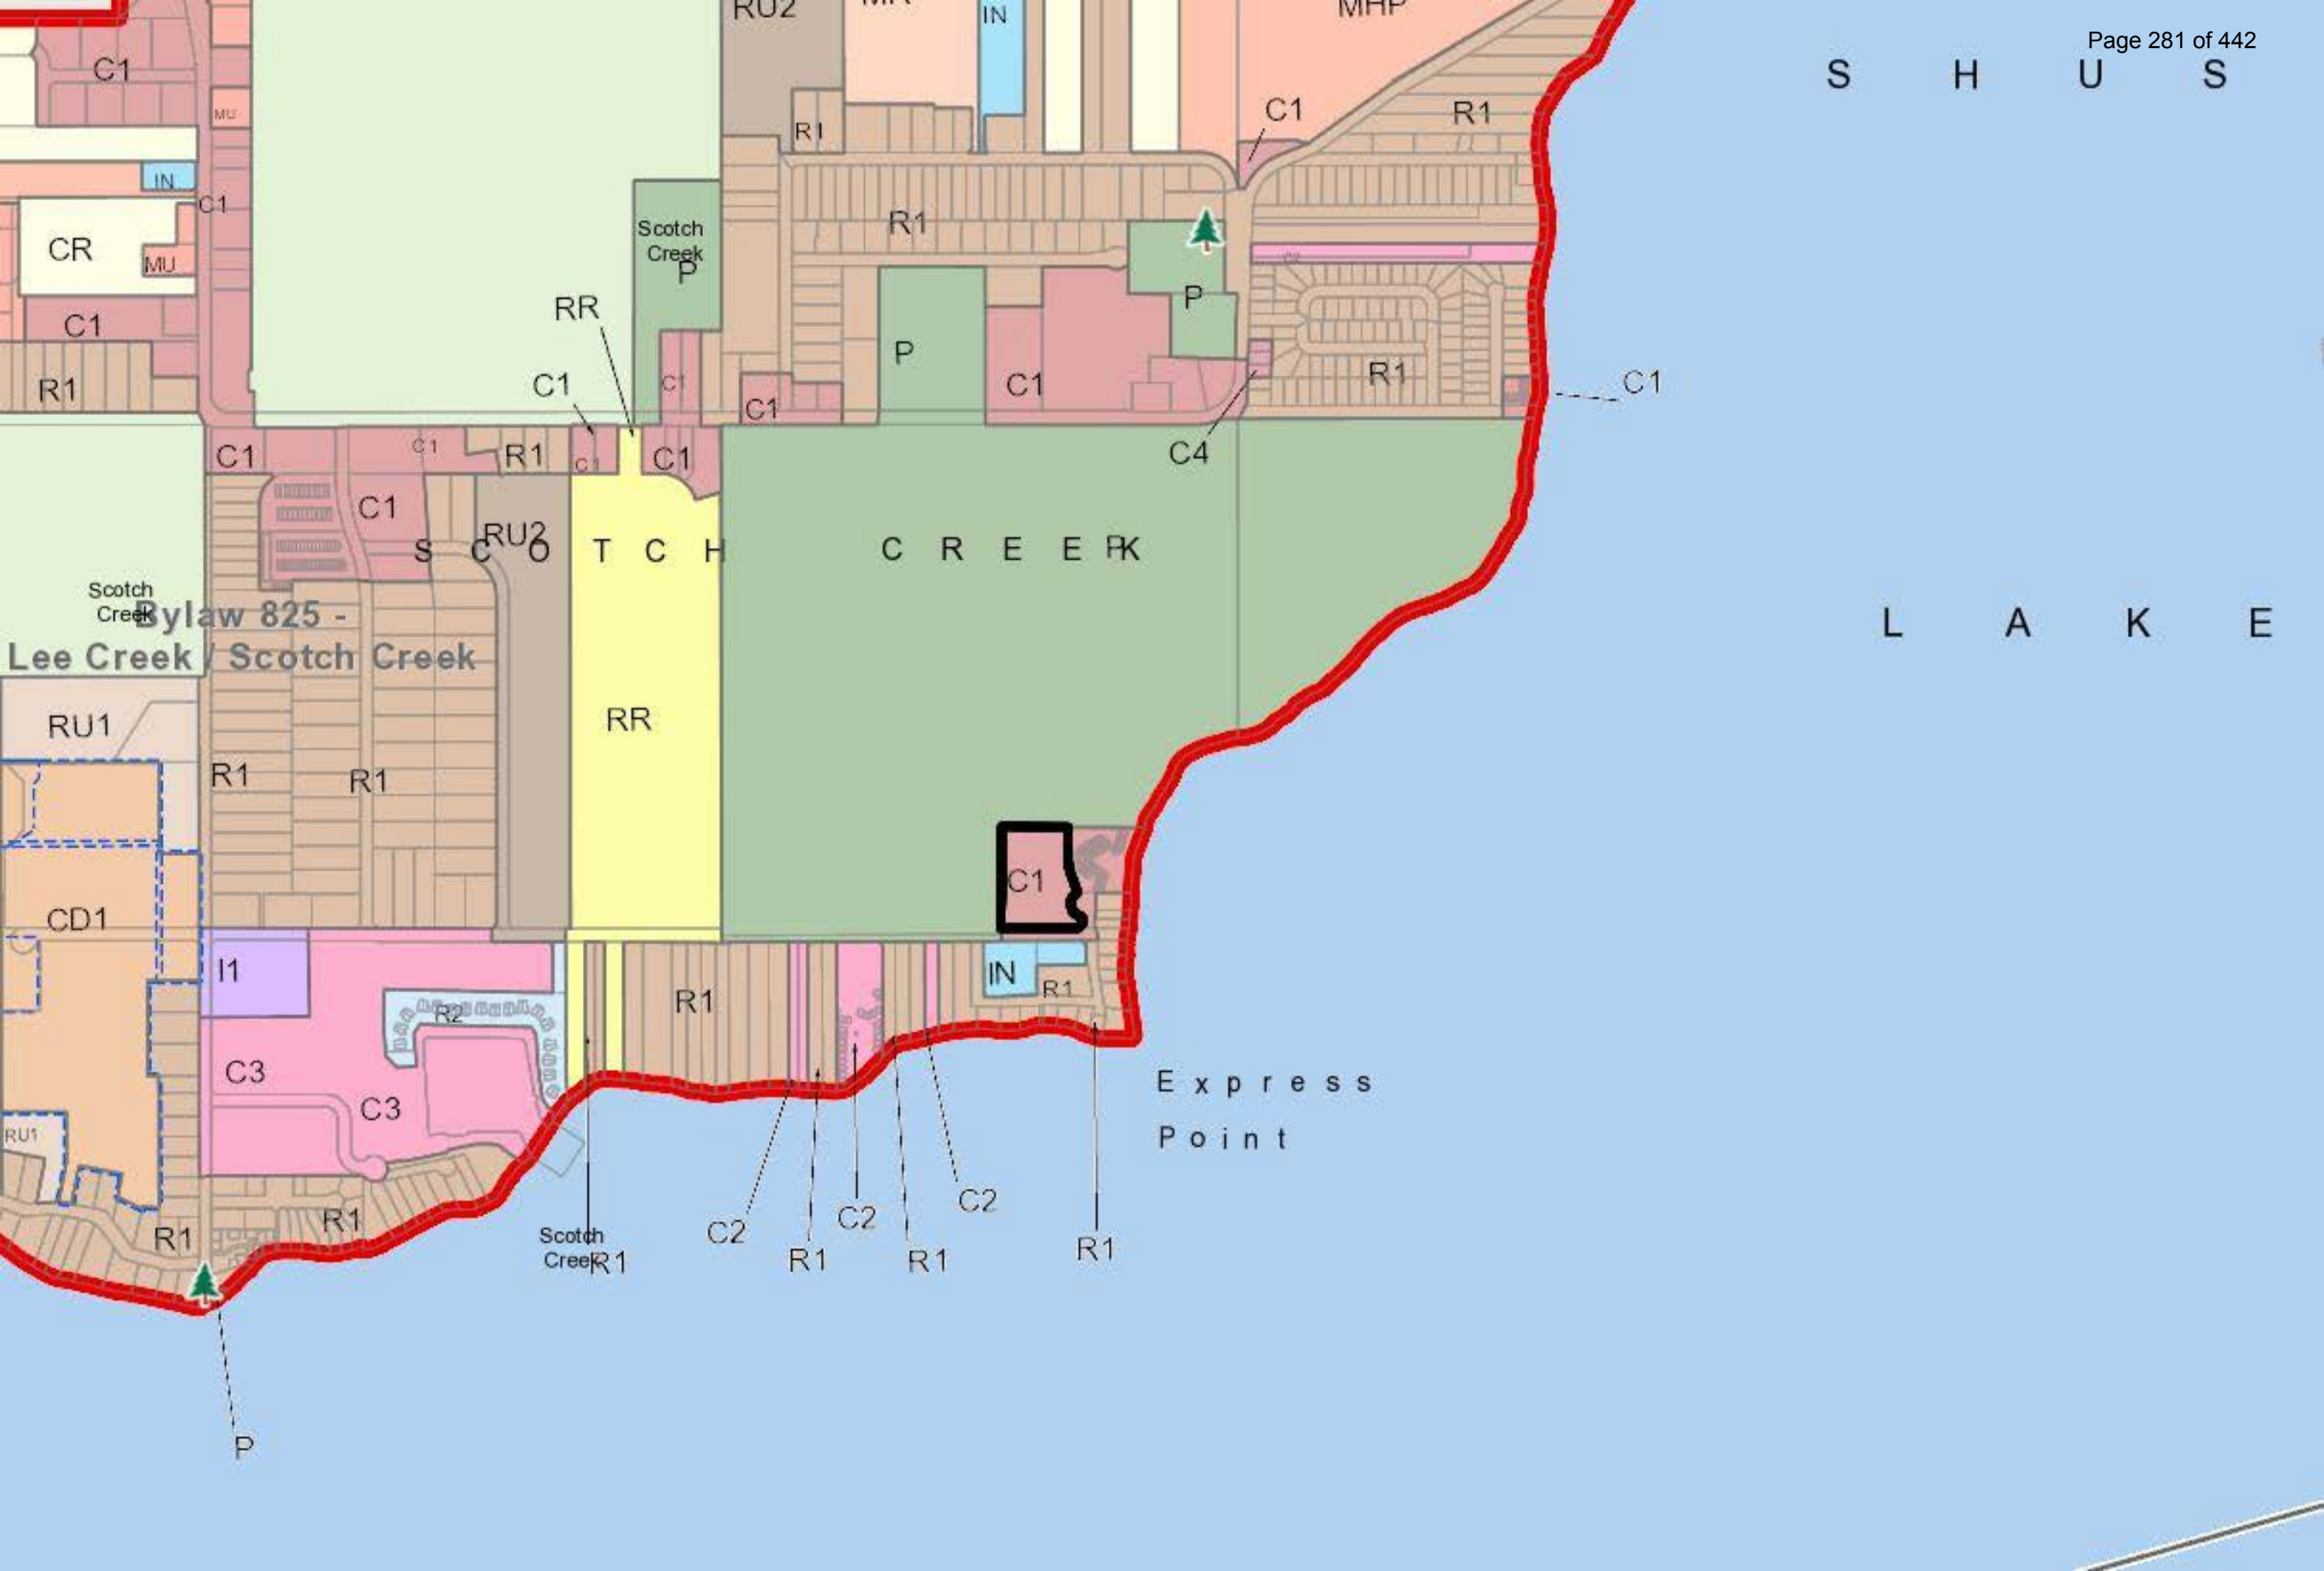 RU2
MR
IN
MHP
Page 281 of 442
S H U S
C1
MU
C1
R1
R1
IN
C1
CR
MU
Scotch
Creek
P
R1
C2
P
RR
C1
R1
C1
P
C1
C1
C1
R1
C1
C4
C1
C1
R1
C1
C1
C1
RU2
S C O T C H C R E E K
P
Scotch
Creek
Bylaw 825 -
Lee Creek / Scotch Creek
L A K E
RU1
RR
R1
R1
C1
CD1
I1
IN
R1
R1
R2
C3
C3
RU1
Express
Point
R1
R1
C2
R1
C2
R1
C2
R1
Scotch
Creek
R1
P